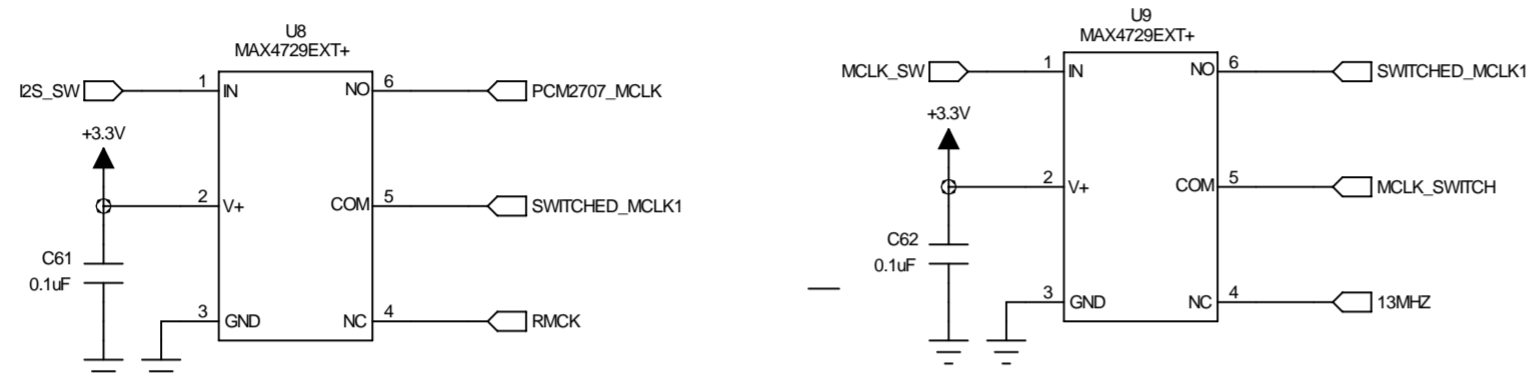 U8
MAX4729EXT+
I2S_SW
1
IN
NO
6
PCM2707_MCLK
+3.3V
2
V+
COM
5
SWITCHED_MCLK1
C61
0.1uF
3
GND
NC
4
RMCK
U9
MAX4729EXT+
MCLK_SW
1
IN
NO
6
SWITCHED_MCLK1
+3.3V
2
V+
COM
5
MCLK_SWITCH
C62
0.1uF
3
GND
NC
4
13MHZ